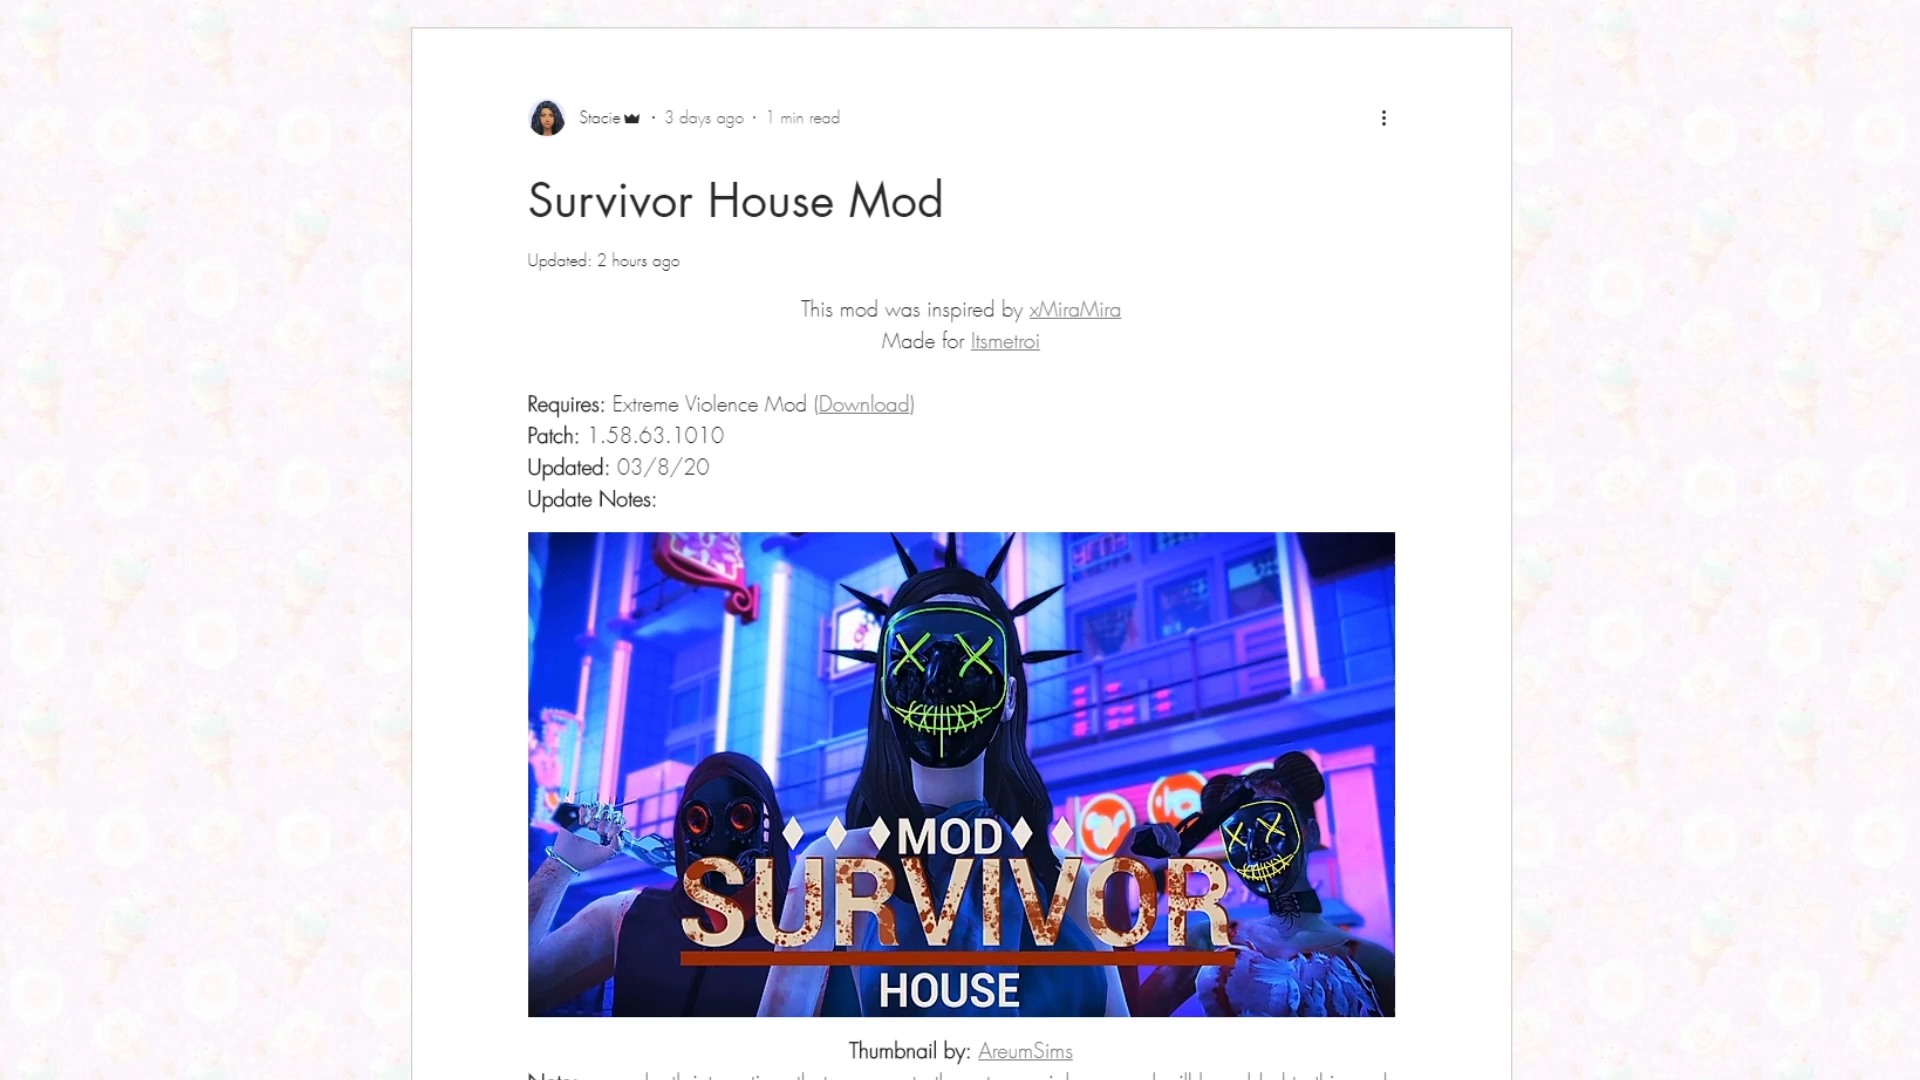 Stacie · 3 days ago · 1 min read
Survivor House Mod
Updated: 2 hours ago
This mod was inspired by xMiraMira
Made for Itsmetroi
Requires: Extreme Violence Mod (Download)
Patch: 1.58.63.1010
Updated: 03/8/20
Update Notes:
MOD
SURVIVOR
HOUSE
Thumbnail by: AreumSims